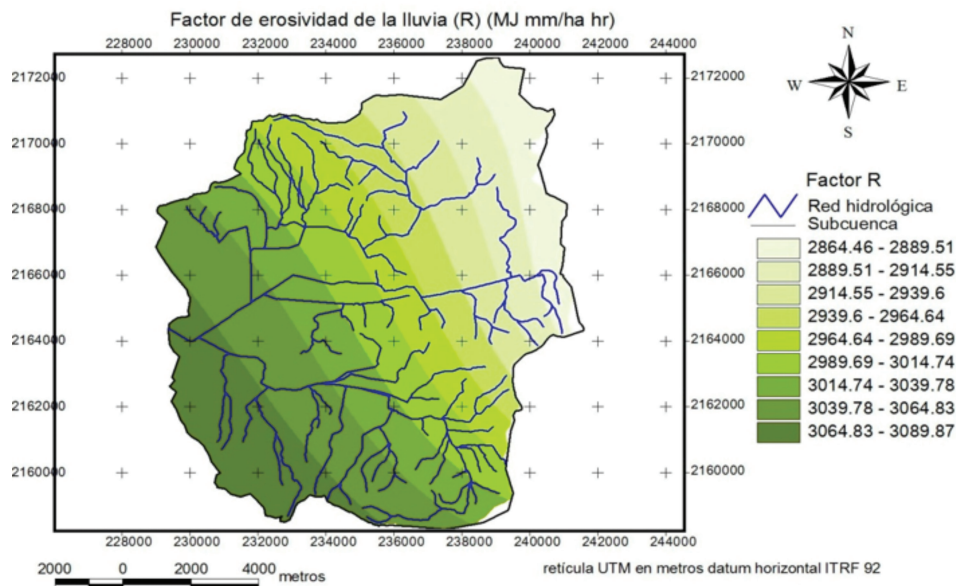 Factor de erosividad de la lluvia (R) (MJ mm/ha hr)
228000 230000 232000 234000 236000 238000 240000 242000 244000
2172000 2172000
2170000 2170000
2168000 2168000
2166000 2166000
2164000 2164000
2162000 2162000
2160000 2160000
228000 230000 232000 234000 236000 238000 240000 242000 244000
2000 0 2000 4000 metros
retícula UTM en metros datum horizontal ITRF 92
N
W E
S
Factor R
Red hidrológica
Subcuenca
2864.46 - 2889.51
2889.51 - 2914.55
2914.55 - 2939.6
2939.6 - 2964.64
2964.64 - 2989.69
2989.69 - 3014.74
3014.74 - 3039.78
3039.78 - 3064.83
3064.83 - 3089.87